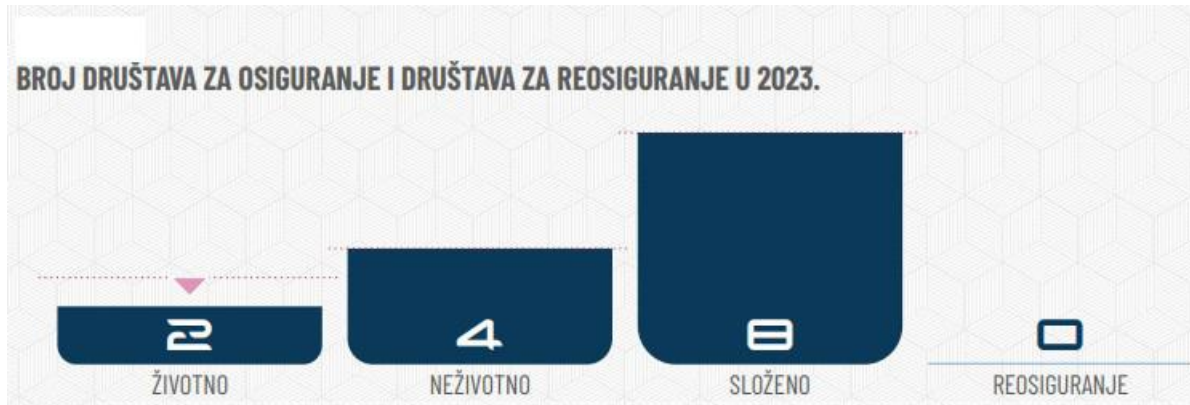 BROJ DRUŠTAVA ZA OSIGURANJE I DRUŠTAVA ZA REOSIGURANJE U 2023.
2 4 8 0
ŽIVOTNO NEŽIVOTNO SLOŽENO REOSIGURANJE